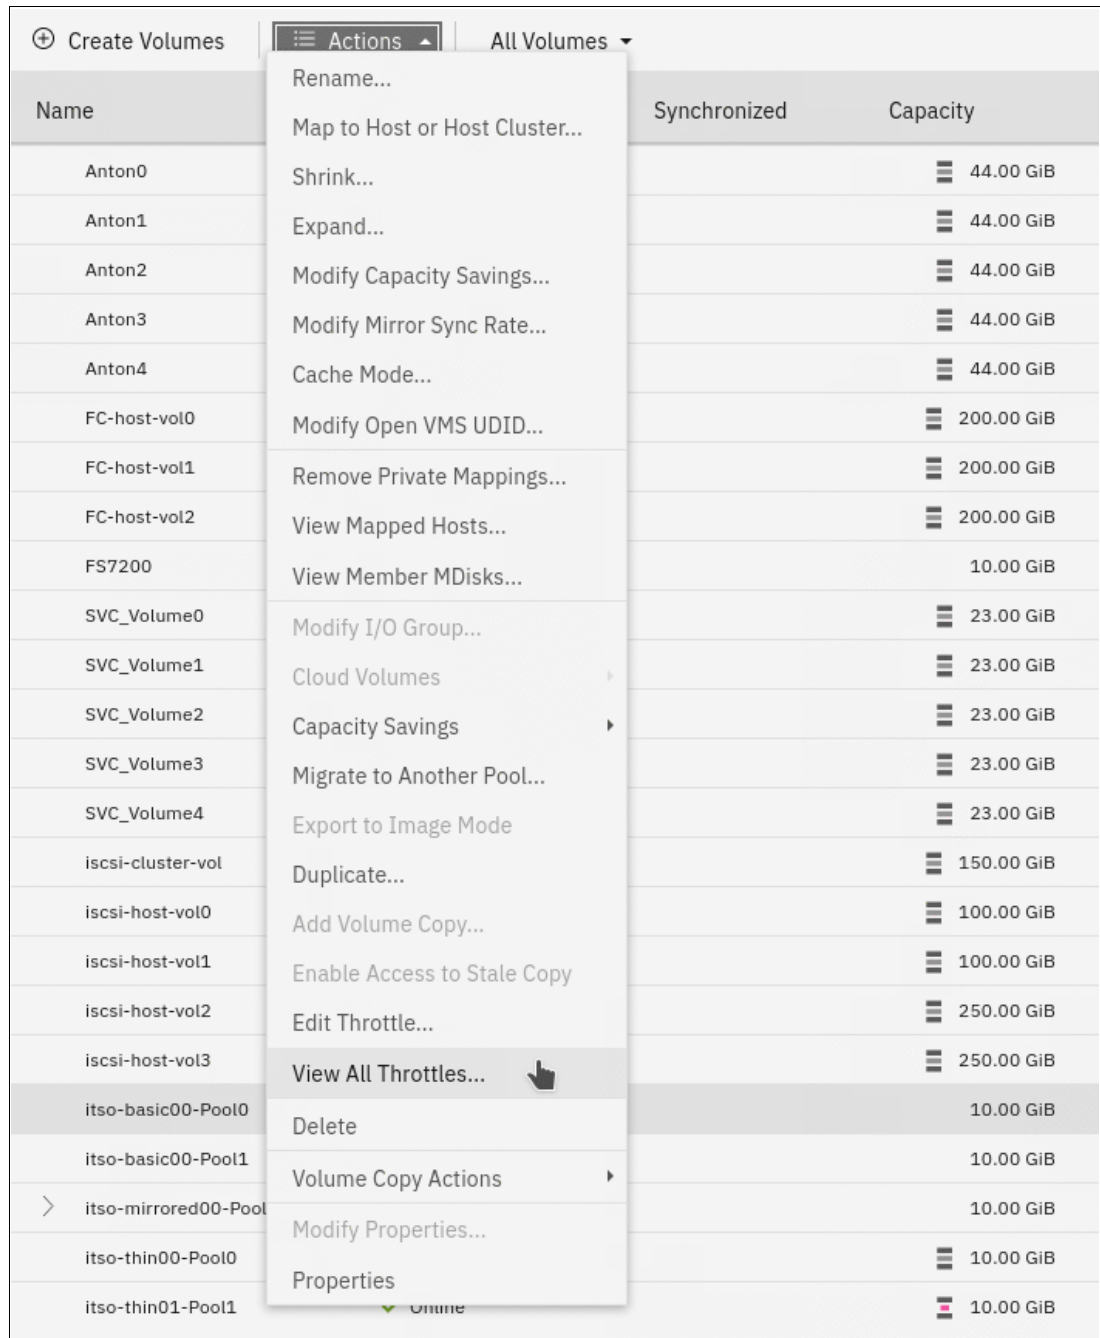 Create Volumes Actions All Volumes
Name Synchronized Capacity
Rename...
Map to Host or Host Cluster...
Shrink...
Expand...
Modify Capacity Savings...
Modify Mirror Sync Rate...
Cache Mode...
Modify Open VMS UDID...
Remove Private Mappings...
View Mapped Hosts...
View Member MDisks...
Modify I/O Group...
Cloud Volumes
Capacity Savings
Migrate to Another Pool...
Export to Image Mode
Duplicate...
Add Volume Copy...
Enable Access to Stale Copy
Edit Throttle...
View All Throttles...
Delete
Volume Copy Actions
Modify Properties...
Properties
Anton0 44.00 GiB
Anton1 44.00 GiB
Anton2 44.00 GiB
Anton3 44.00 GiB
Anton4 44.00 GiB
FC-host-vol0 200.00 GiB
FC-host-vol1 200.00 GiB
FC-host-vol2 200.00 GiB
FS7200 10.00 GiB
SVC_Volume0 23.00 GiB
SVC_Volume1 23.00 GiB
SVC_Volume2 23.00 GiB
SVC_Volume3 23.00 GiB
SVC_Volume4 23.00 GiB
iscsi-cluster-vol 150.00 GiB
iscsi-host-vol0 100.00 GiB
iscsi-host-vol1 100.00 GiB
iscsi-host-vol2 250.00 GiB
iscsi-host-vol3 250.00 GiB
itso-basic00-Pool0 10.00 GiB
itso-basic00-Pool1 10.00 GiB
itso-mirrored00-Pool 10.00 GiB
itso-thin00-Pool0 10.00 GiB
itso-thin01-Pool1 Online 10.00 GiB